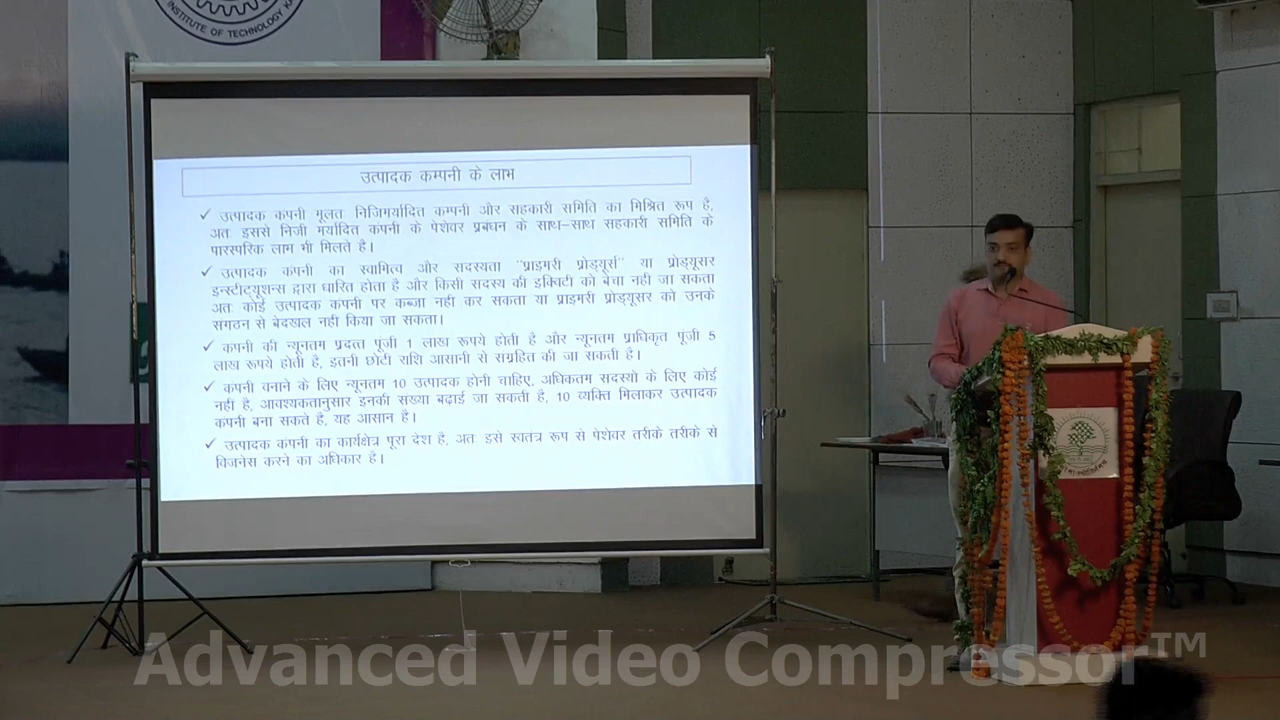 INSTITUTE OF TECHNOLOGY KA
उत्पादक कम्पनी के लाभ
✓ उत्पादक कंपनी मूलतः निजिमर्यादित कम्पनी और सहकारी समिति का मिश्रित रूप है,
अतः इससे निजी मर्यादित कंपनी के पेशेवर प्रबंधन के साथ–साथ सहकारी समिति के
पारस्परिक लाभ भी मिलते है।
✓ उत्पादक कंपनी का स्वामित्व और सदस्यता "प्राइमरी प्रोड्यूर्स" या प्रोड्यूसर
इन्स्टीट्यूशन्स द्वारा धारित होता है और किसी सदस्य की इक्विटी को बेचा नही जा सकता
अतः कोई उत्पादक कंपनी पर कब्जा नही कर सकता या प्राइमरी प्रोड्यूसर को उनके
संगठन से बेदखल नही किया जा सकता।
✓ कंपनी की न्यूनतम प्रदत्त पूंजी 1 लाख रूपये होती है और न्यूनतम प्राधिकृत पूंजी 5
लाख रूपये होती है, इतनी छोटी राशि आसानी से संग्रहित की जा सकती है।
✓ कंपनी बनाने के लिए न्यूनतम 10 उत्पादक होनी चाहिए, अधिकतम सदस्यो के लिए कोई
नही है, आवश्यकतानुसार इनकी संख्या बढ़ाई जा सकती है, 10 व्यक्ति मिलाकर उत्पादक
कंपनी बना सकते है, यह आसान है।
✓ उत्पादक कंपनी का कार्यक्षेत्र पूरा देश है, अतः इसे स्वतंत्र रूप से पेशेवर तरीके तरीके से
बिजनेस करने का अधिकार है।
Advanced Video Compressor™